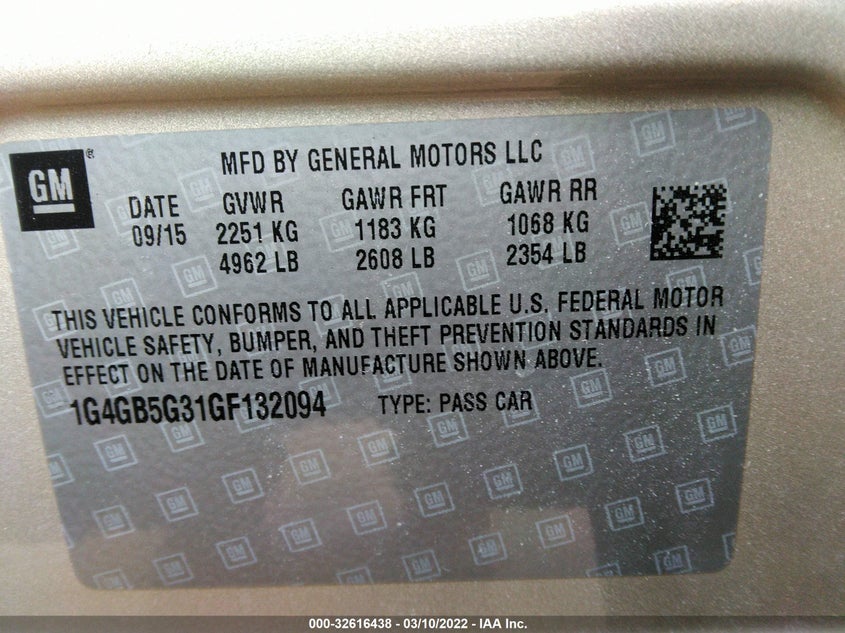 MFD BY GENERAL MOTORS LLC
GM®
DATE GVWR GAWR FRT GAWR RR
09/15 2251 KG 1183 KG 1068 KG
4962 LB 2608 LB 2354 LB
THIS VEHICLE CONFORMS TO ALL APPLICABLE U.S. FEDERAL MOTOR
VEHICLE SAFETY, BUMPER, AND THEFT PREVENTION STANDARDS IN
EFFECT ON THE DATE OF MANUFACTURE SHOWN ABOVE.
1G4GB5G31GF132094 TYPE: PASS CAR
000-32616438 - 03/10/2022 - IAA Inc.